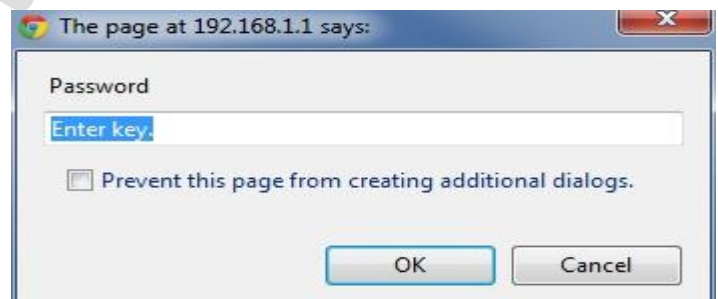 The page at 192.168.1.1 says:
Password
Enter key.
Prevent this page from creating additional dialogs.
OK
Cancel